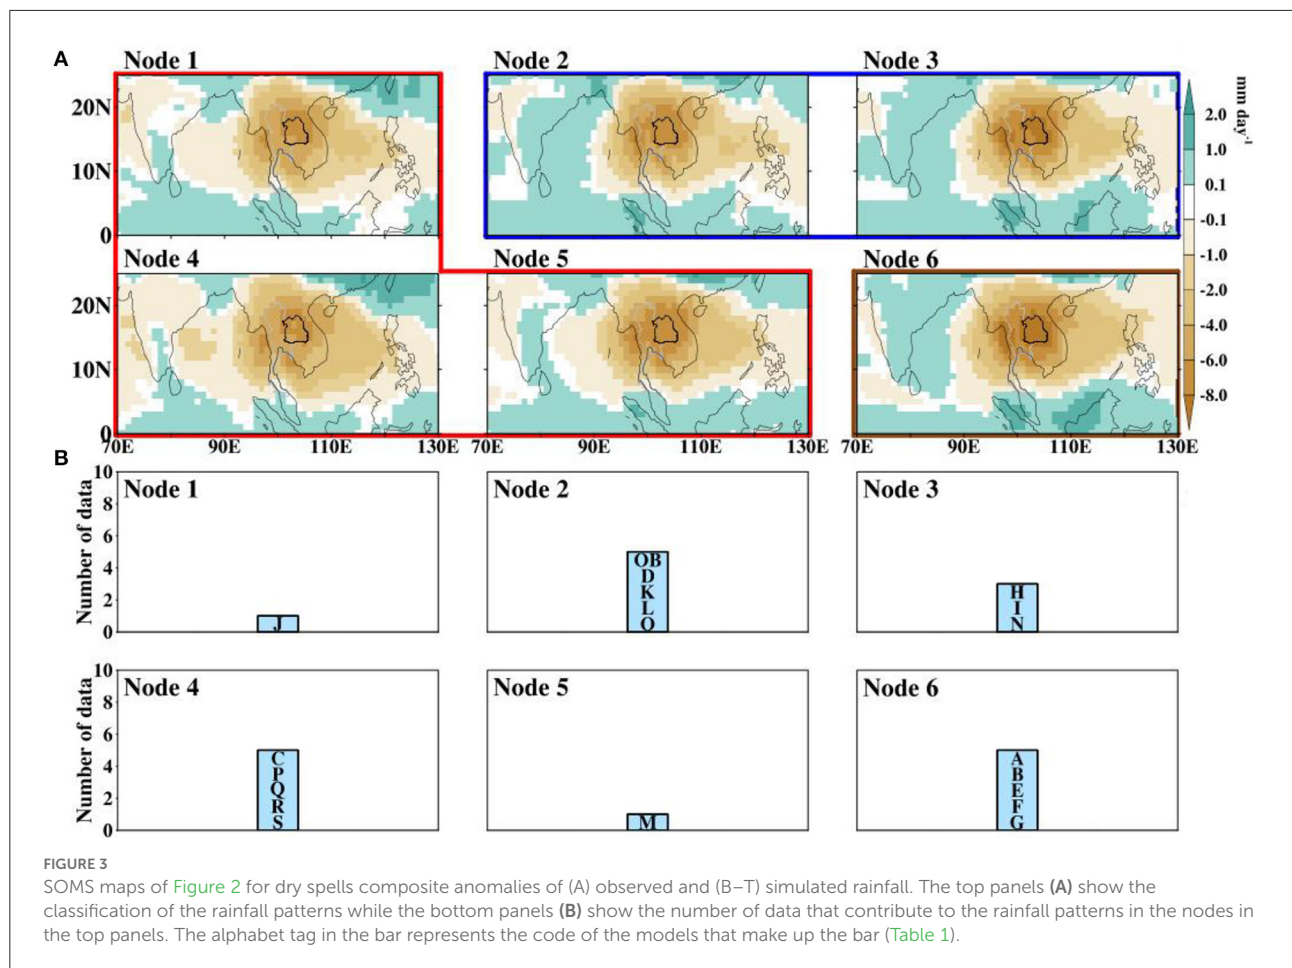 A
Node 1
Node 2
Node 3
20N
10N
0
Node 4
Node 5
Node 6
20N
10N
0
70E
90E
110E
130E
70E
90E
110E
130E
70E
90E
110E
130E
mm day-1
2.0
1.0
0.1
-0.1
-1.0
-2.0
-4.0
-6.0
-8.0
B
Number of data
10
8
6
4
2
0
Node 1
J
Node 2
OB
D
K
L
O
Node 3
H
I
N
Number of data
10
8
6
4
2
0
Node 4
C
P
Q
R
S
Node 5
M
Node 6
A
B
E
F
G
FIGURE 3
SOMS maps of Figure 2 for dry spells composite anomalies of (A) observed and (B–T) simulated rainfall. The top panels (A) show the
classification of the rainfall patterns while the bottom panels (B) show the number of data that contribute to the rainfall patterns in the nodes in
the top panels. The alphabet tag in the bar represents the code of the models that make up the bar (Table 1).